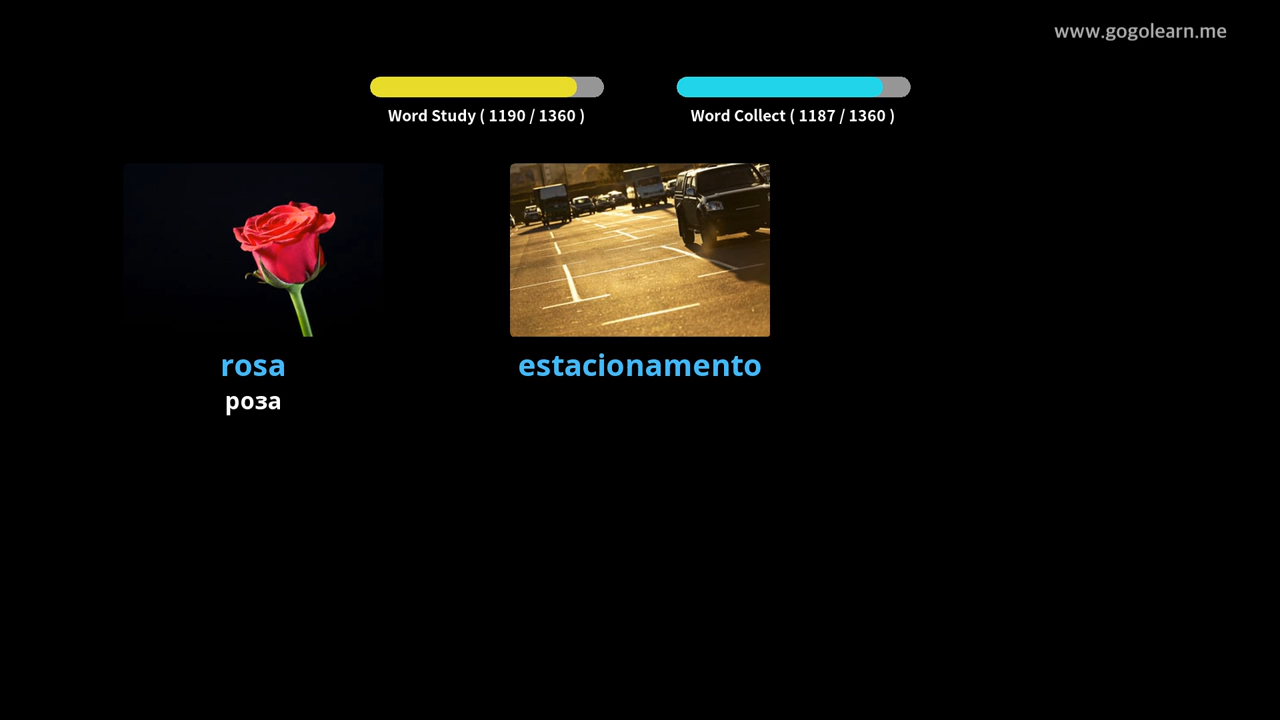 www.gogolearn.me
Word Study ( 1190 / 1360 )
Word Collect ( 1187 / 1360 )
rosa
роза
estacionamento